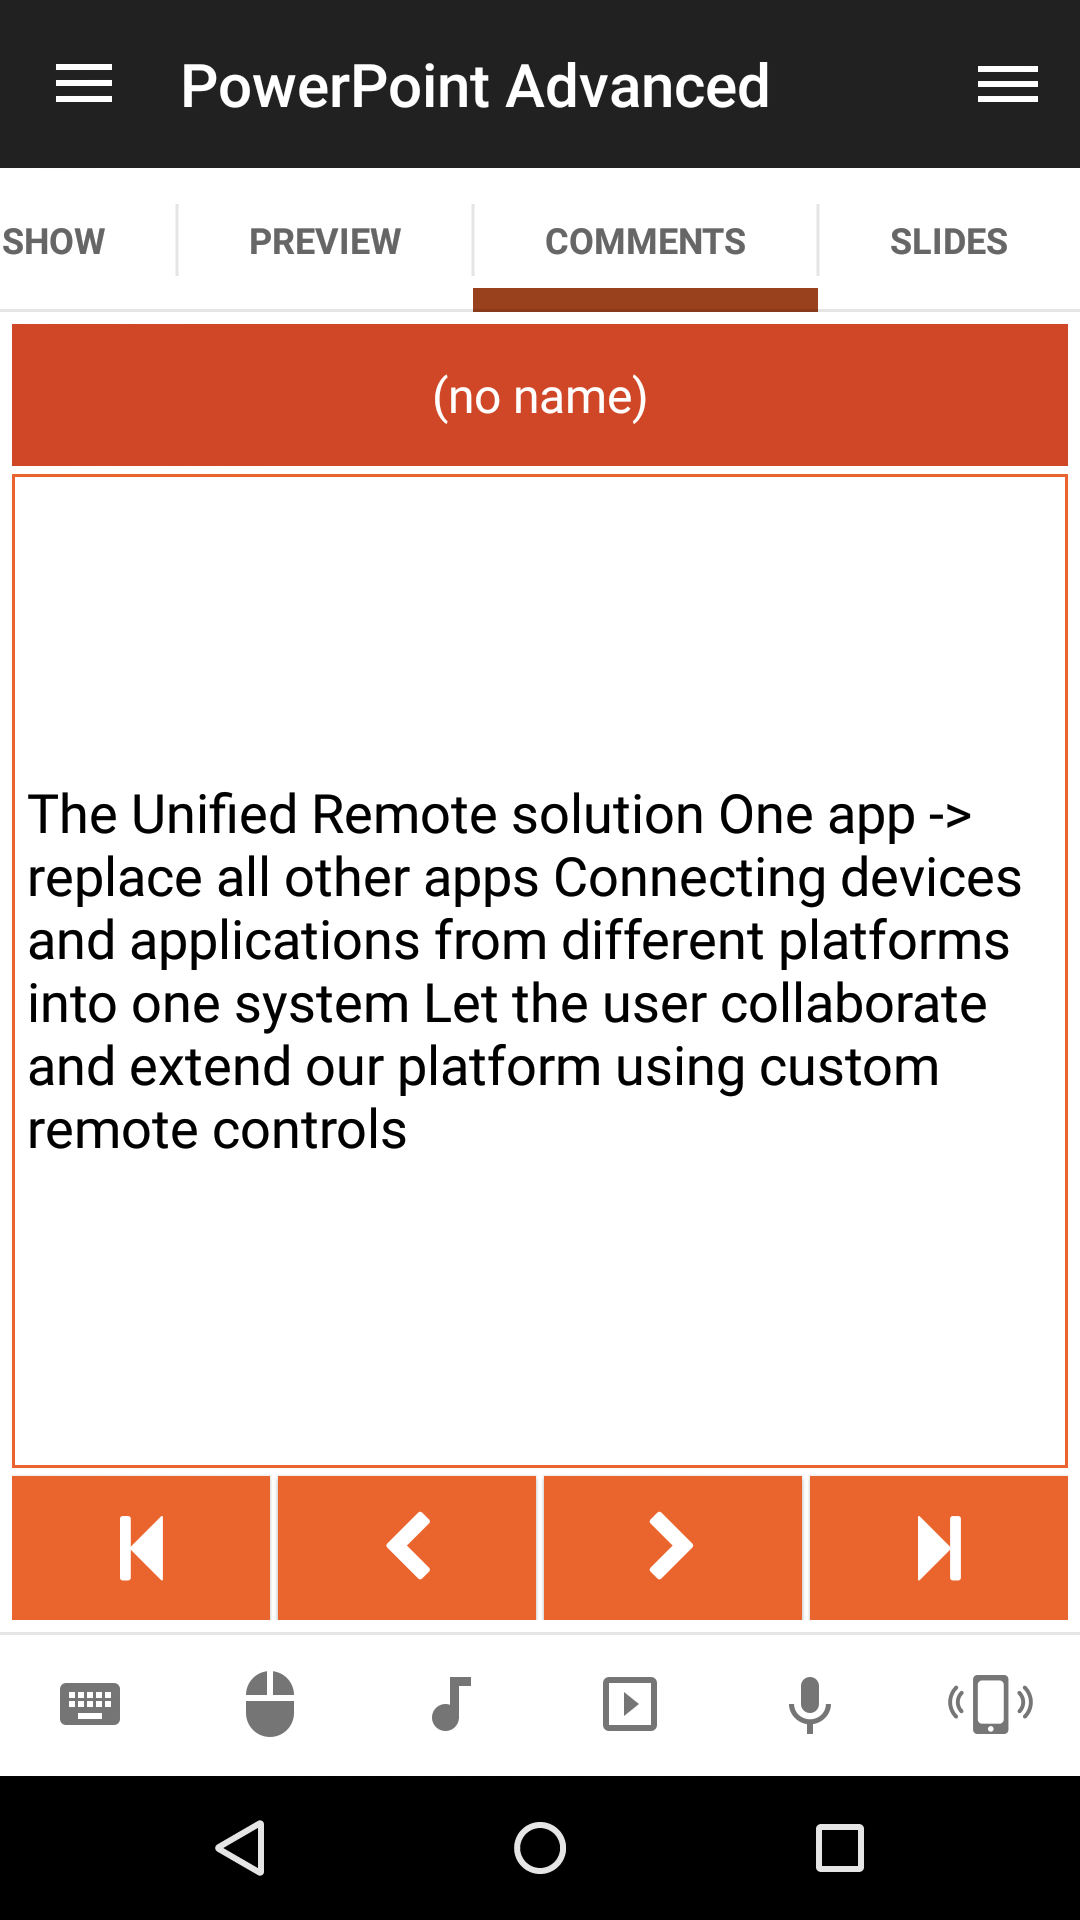 PowerPoint Advanced
SHOW
PREVIEW
COMMENTS
SLIDES
(no name)
The Unified Remote solution One app ->
replace all other apps Connecting devices
and applications from different platforms
into one system Let the user collaborate
and extend our platform using custom
remote controls